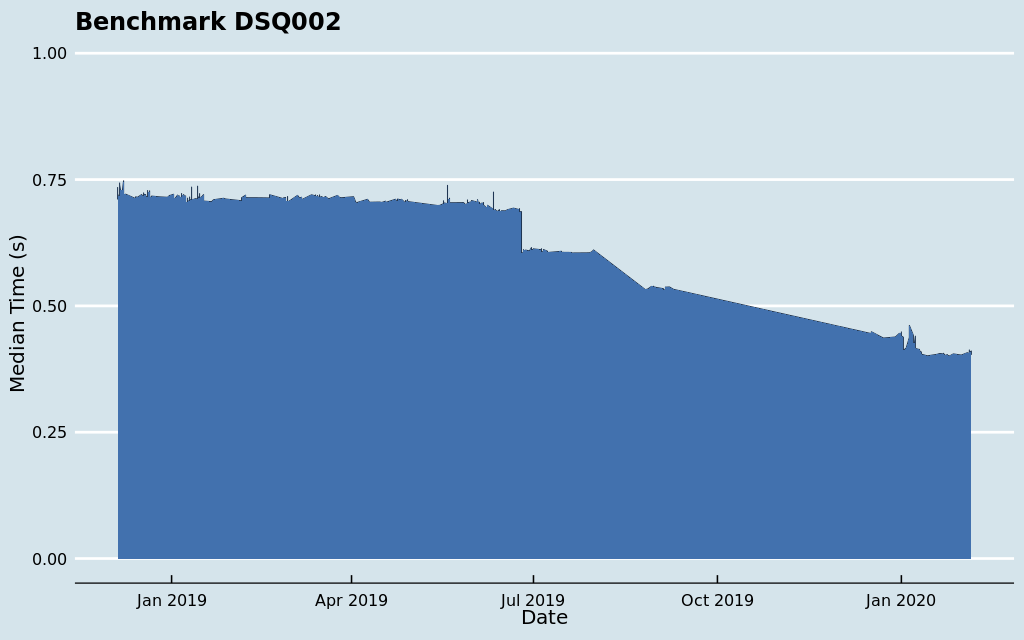 Benchmark DSQ002
1.00
0.75
0.50
0.25
0.00
Median Time (s)
Jan 2019
Apr 2019
Jul 2019
Oct 2019
Jan 2020
Date